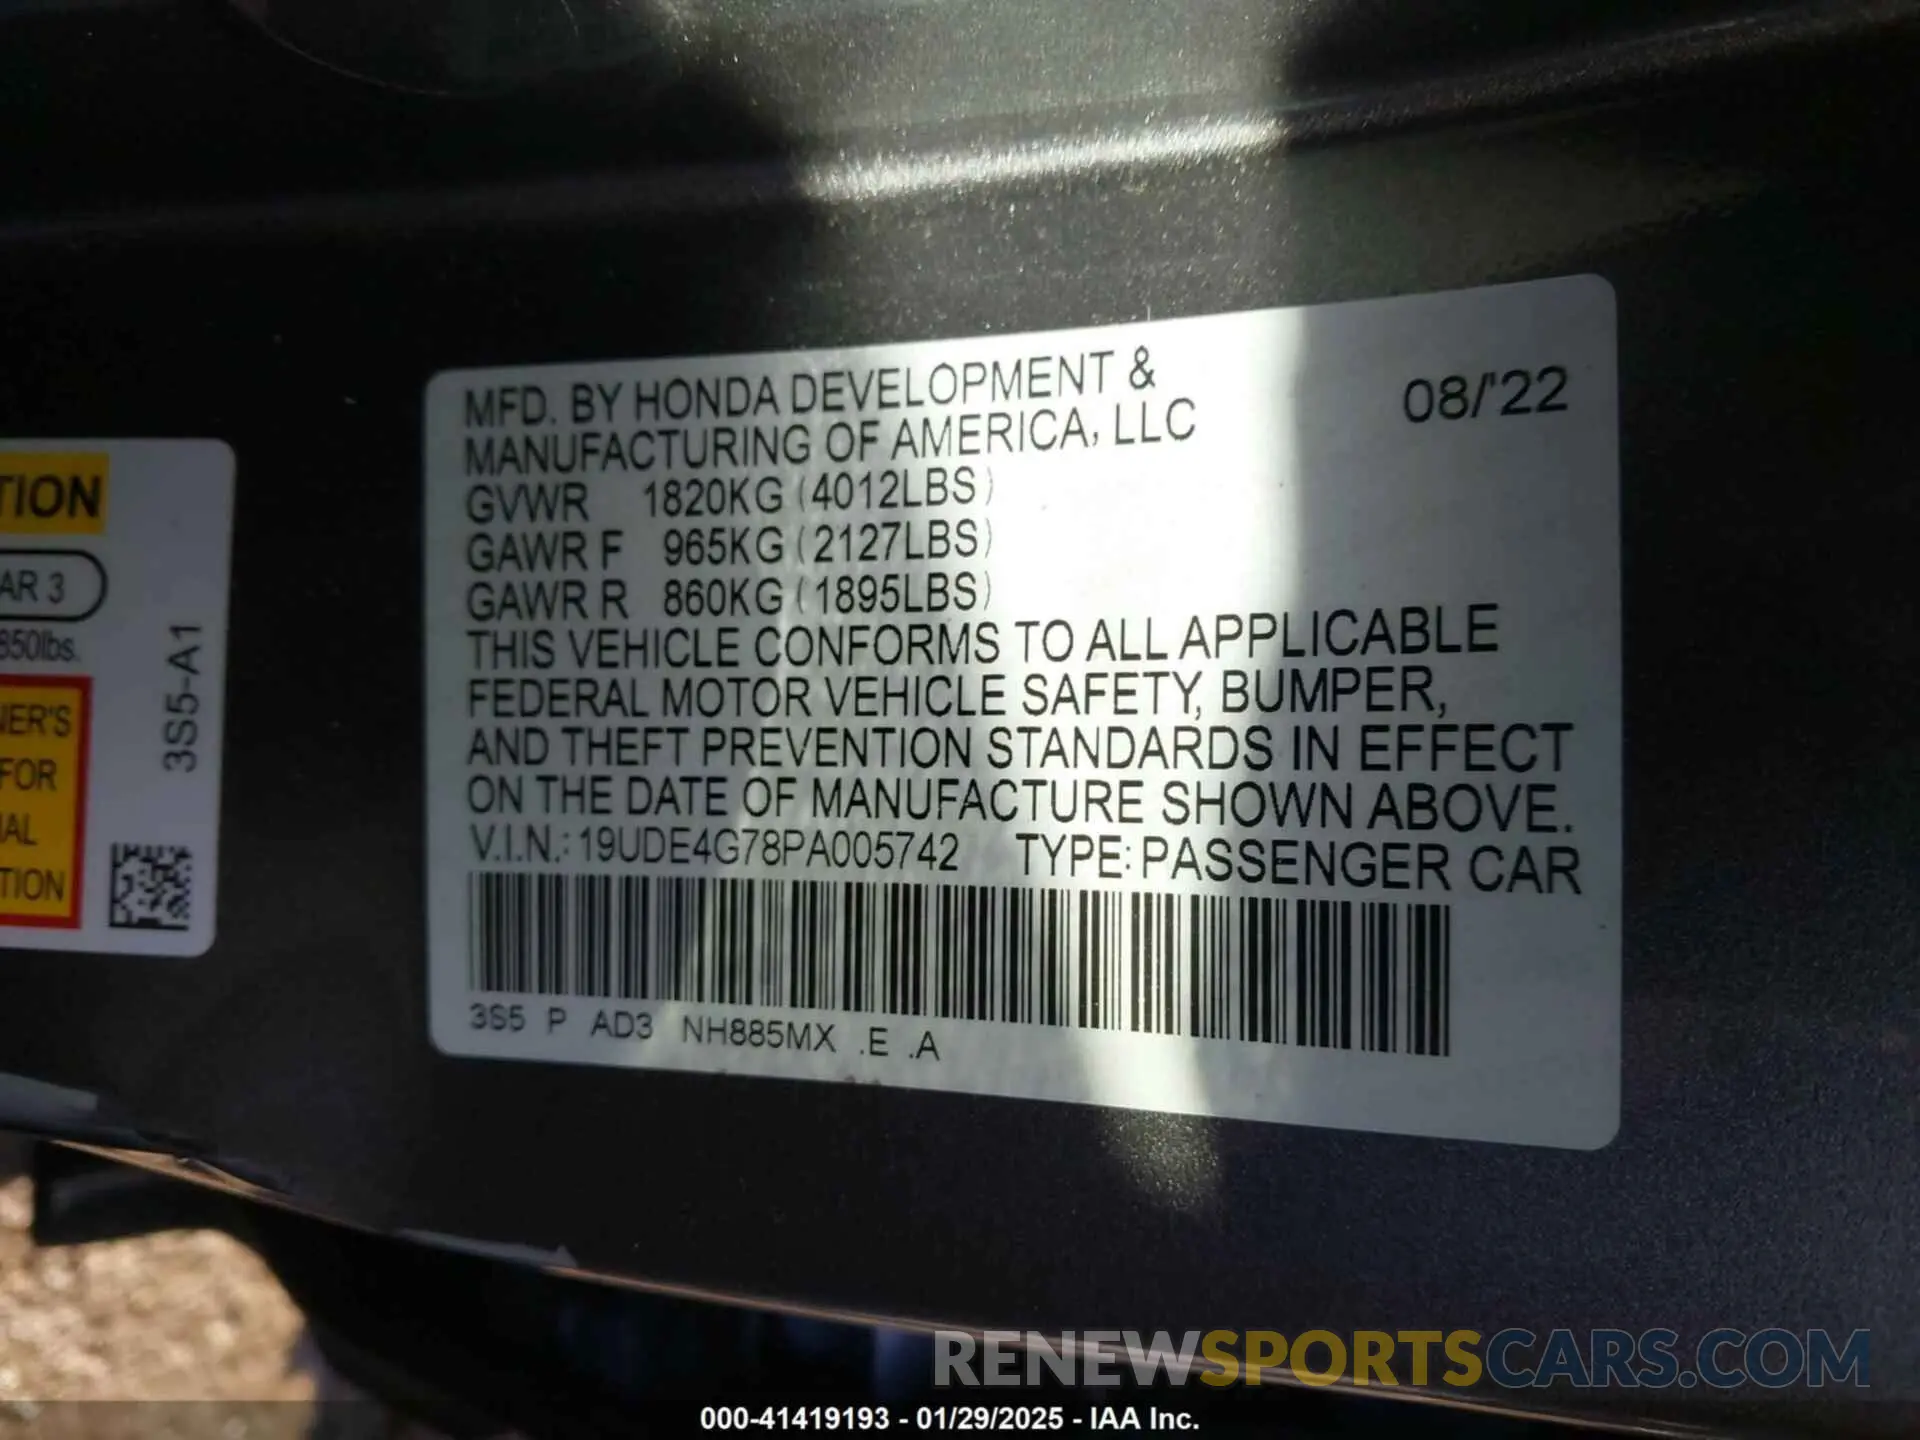 MFD. BY HONDA DEVELOPMENT &
MANUFACTURING OF AMERICA, LLC
08/'22
GVWR 1820KG (4012LBS)
GAWR F 965KG (2127LBS)
GAWR R 860KG (1895LBS)
THIS VEHICLE CONFORMS TO ALL APPLICABLE
FEDERAL MOTOR VEHICLE SAFETY, BUMPER,
AND THEFT PREVENTION STANDARDS IN EFFECT
ON THE DATE OF MANUFACTURE SHOWN ABOVE.
V.I.N.: 19UDE4G78PA005742 TYPE: PASSENGER CAR
3S5 P AD3 NH885MX .E .A
TION
AR 3
850lbs.
NER'S
FOR
IAL
TION
3S5-A1
RENEWSPORTSCARS.COM
000-41419193 - 01/29/2025 - IAA Inc.